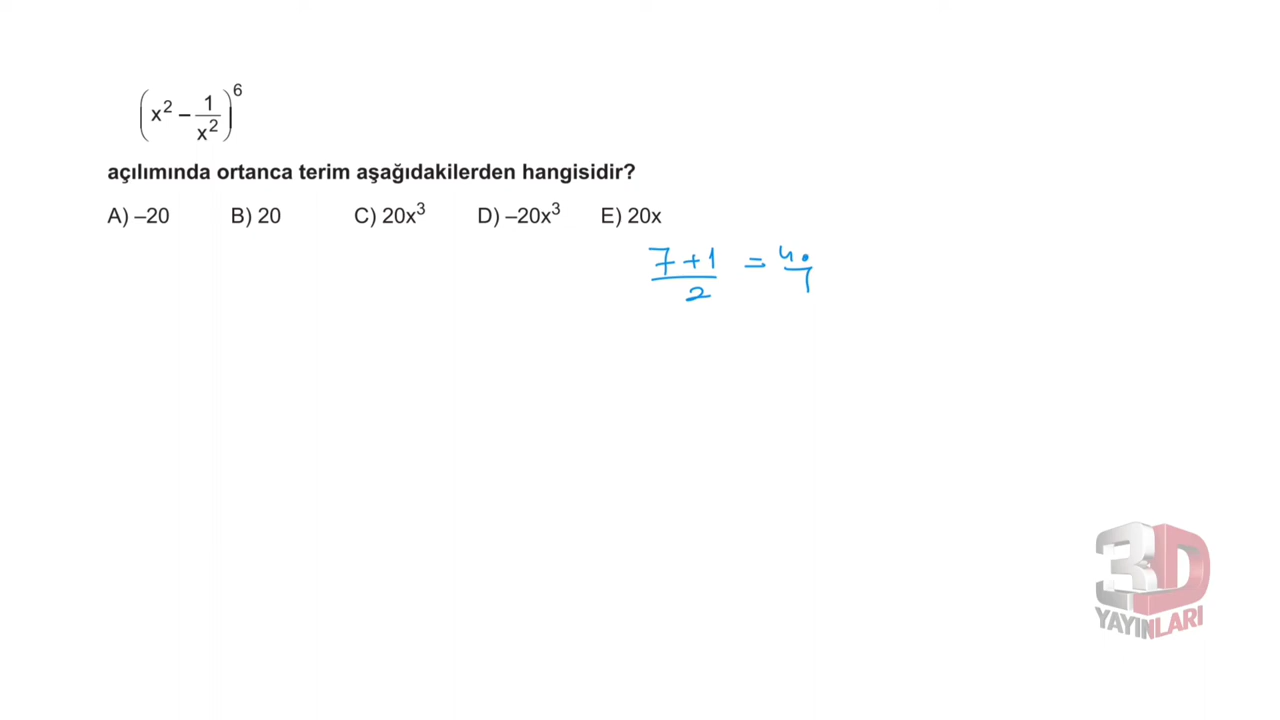 (x² – 1/x²)⁶
açılımında ortanca terim aşağıdakilerden hangisidir?
A) –20 B) 20 C) 20x³ D) –20x³ E) 20x
7+1/2 = 4.
3D
YAYINLARI